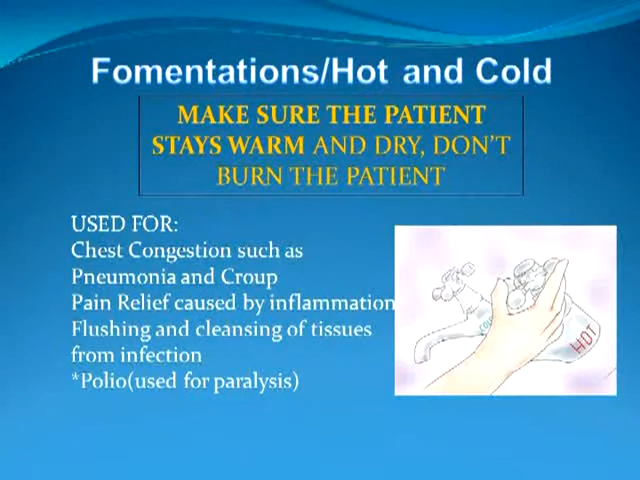 Fomentations/Hot and Cold
MAKE SURE THE PATIENT
STAYS WARM AND DRY, DON'T
BURN THE PATIENT
USED FOR:
Chest Congestion such as
Pneumonia and Croup
Pain Relief caused by inflammation
Flushing and cleansing of tissues
from infection
*Polio(used for paralysis)
HOT